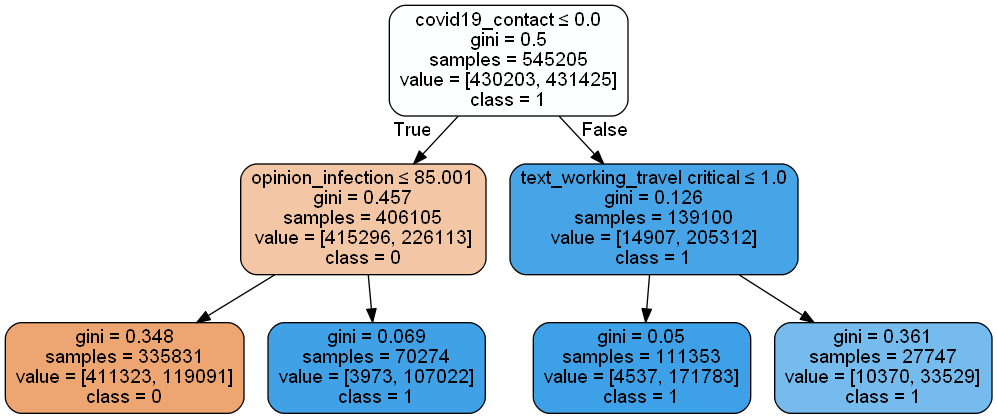 covid19_contact ≤ 0.0
gini = 0.5
samples = 545205
value = [430203, 431425]
class = 1
True
False
opinion_infection ≤ 85.001
gini = 0.457
samples = 406105
value = [415296, 226113]
class = 0
text_working_travel critical ≤ 1.0
gini = 0.126
samples = 139100
value = [14907, 205312]
class = 1
gini = 0.348
samples = 335831
value = [411323, 119091]
class = 0
gini = 0.069
samples = 70274
value = [3973, 107022]
class = 1
gini = 0.05
samples = 111353
value = [4537, 171783]
class = 1
gini = 0.361
samples = 27747
value = [10370, 33529]
class = 1